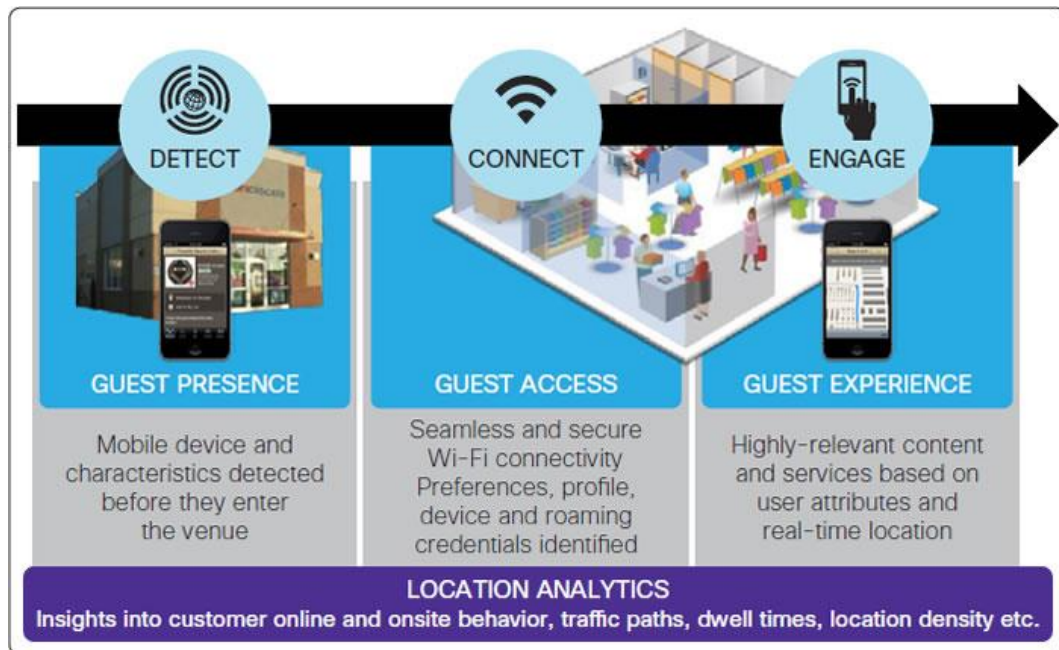 DETECT
CONNECT
ENGAGE
GUEST PRESENCE
Mobile device and
characteristics detected
before they enter
the venue
GUEST ACCESS
Seamless and secure
Wi-Fi connectivity
Preferences, profile,
device and roaming
credentials identified
GUEST EXPERIENCE
Highly-relevant content
and services based on
user attributes and
real-time location
LOCATION ANALYTICS
Insights into customer online and onsite behavior, traffic paths, dwell times, location density etc.